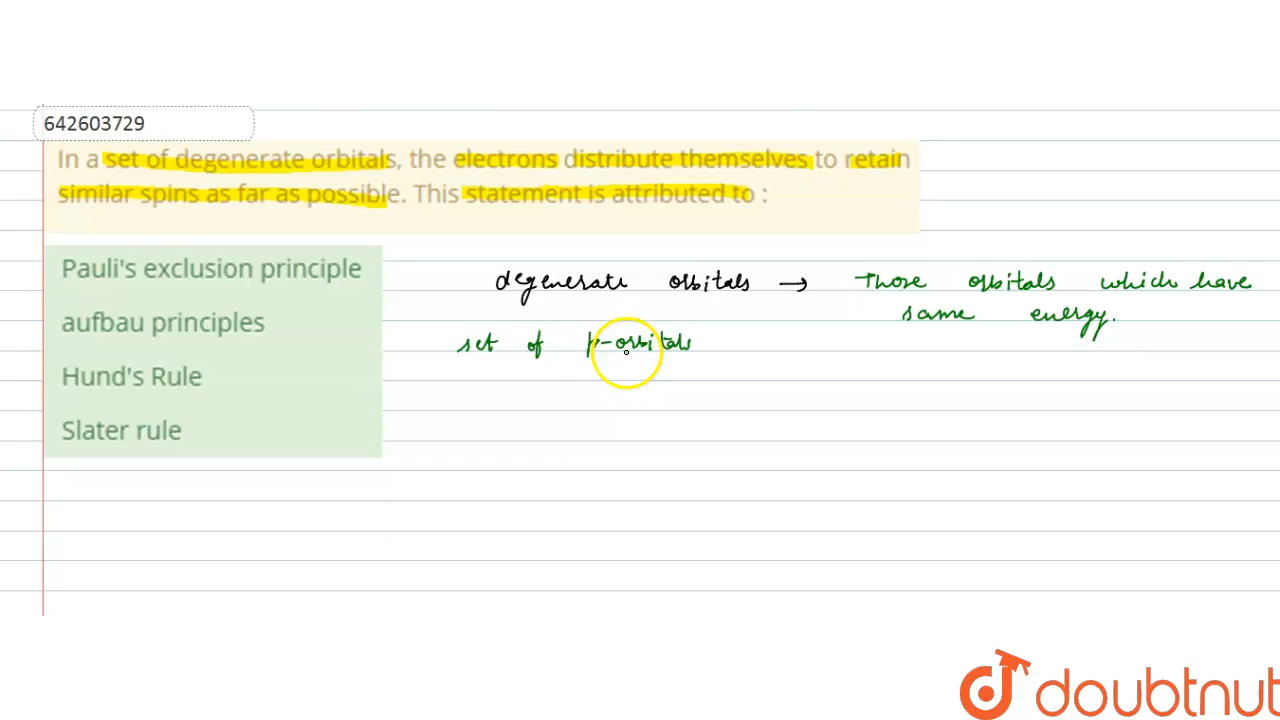 642603729
In a set of degenerate orbitals, the electrons distribute themselves to retain
similar spins as far as possible. This statement is attributed to :
Pauli's exclusion principle
aufbau principles
Hund's Rule
Slater rule
degenerate orbitals → Those orbitals which have
same energy.
set of p-orbitals
doubtnut